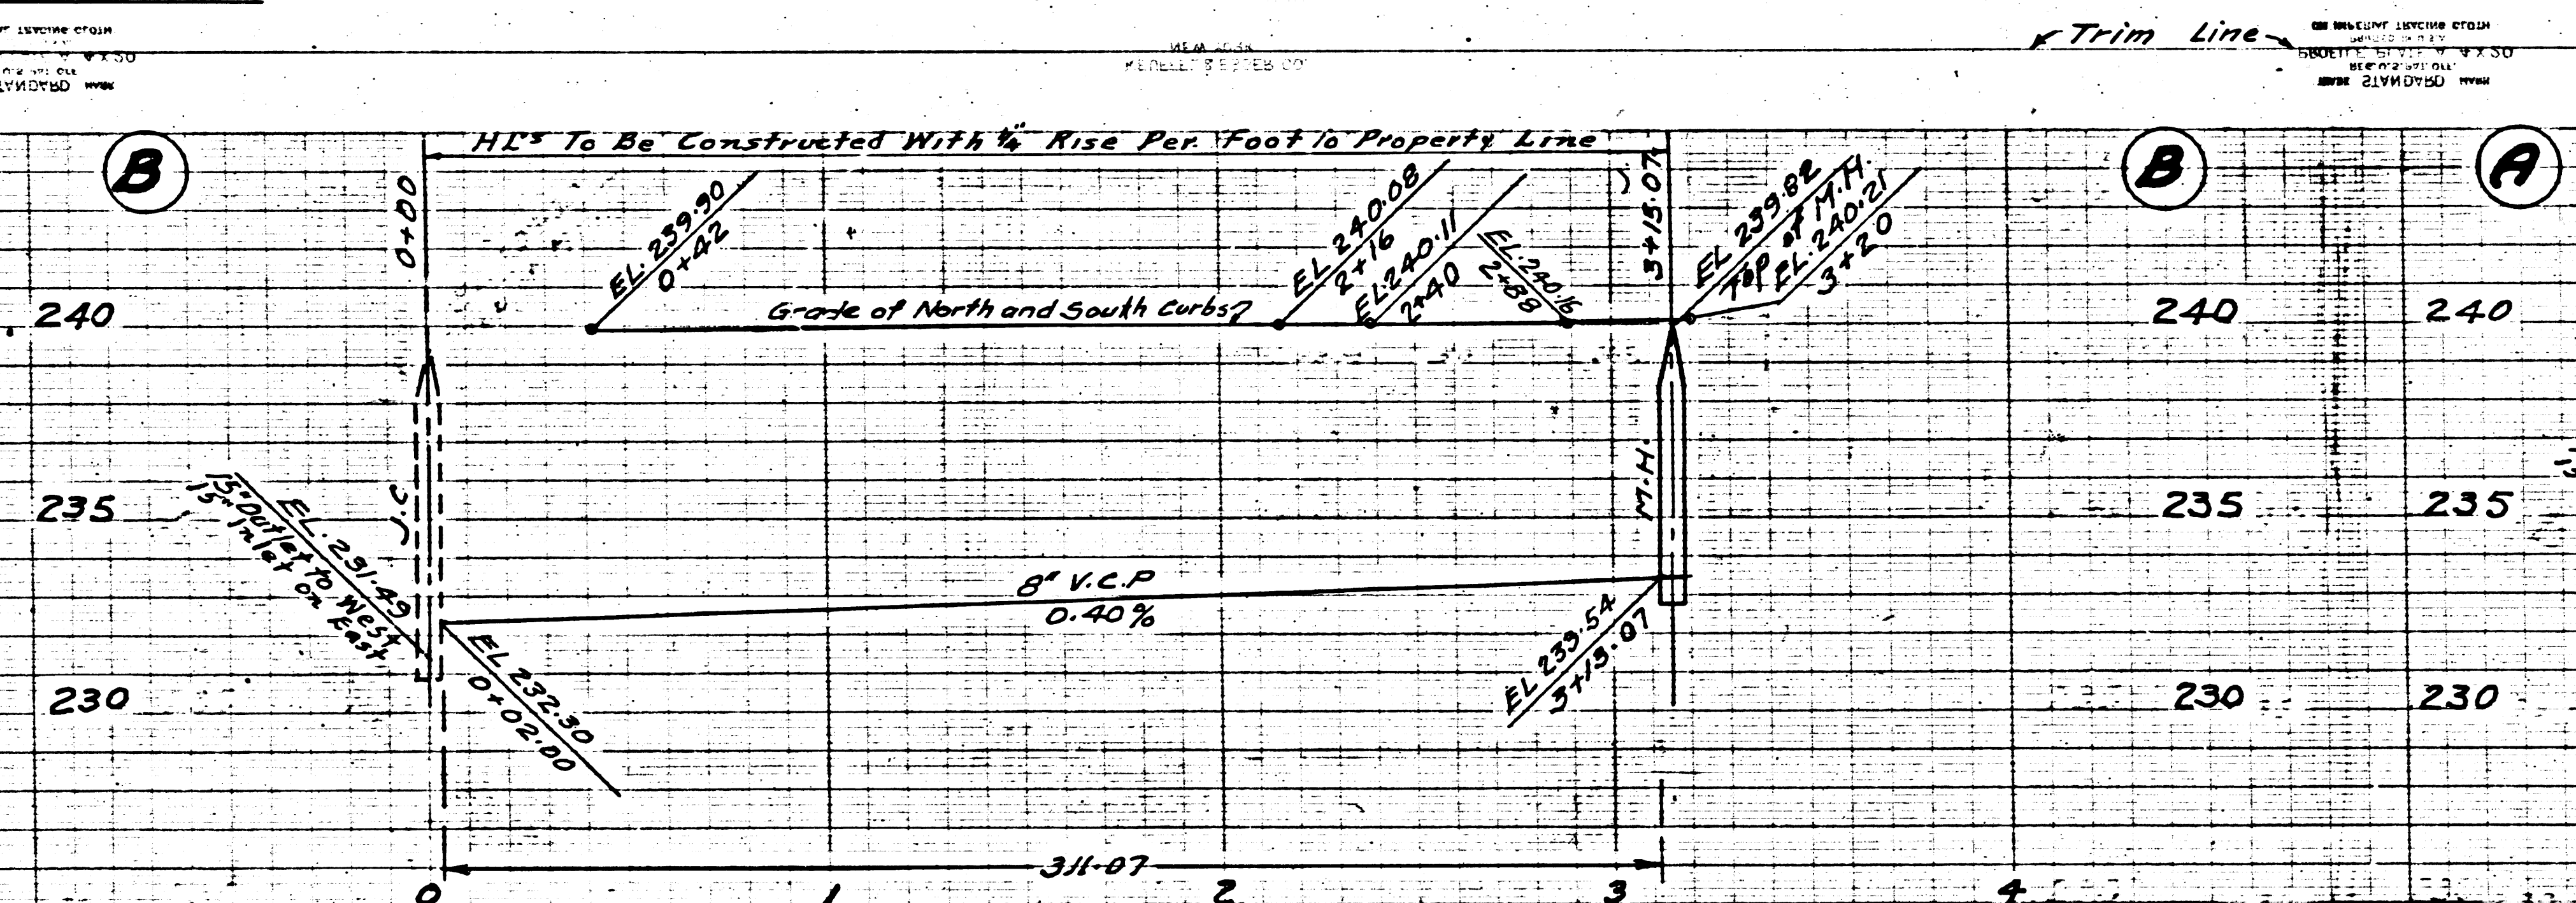 Trim Line
HLs To Be Constructed With 1/4" Rise Per. Foot To Property Line
B
0+00
EL. 239.90
0+42
EL 240.08
2+16
EL. 240.11
2+40
EL. 240.16
2+88
3+15.07
EL 239.82
Top of M.H.
EL. 240.21
3+20
B
A
Grade of North and South Curbs
240
240
240
235
235
235
M.H.
EL. 231.49
15" Outlet to West
15" Inlet on East
8" V.C.P
0.40%
EL 233.54
3+15.07
EL 232.30
0+02.00
230
230
230
311.07
0 1 2 3 4